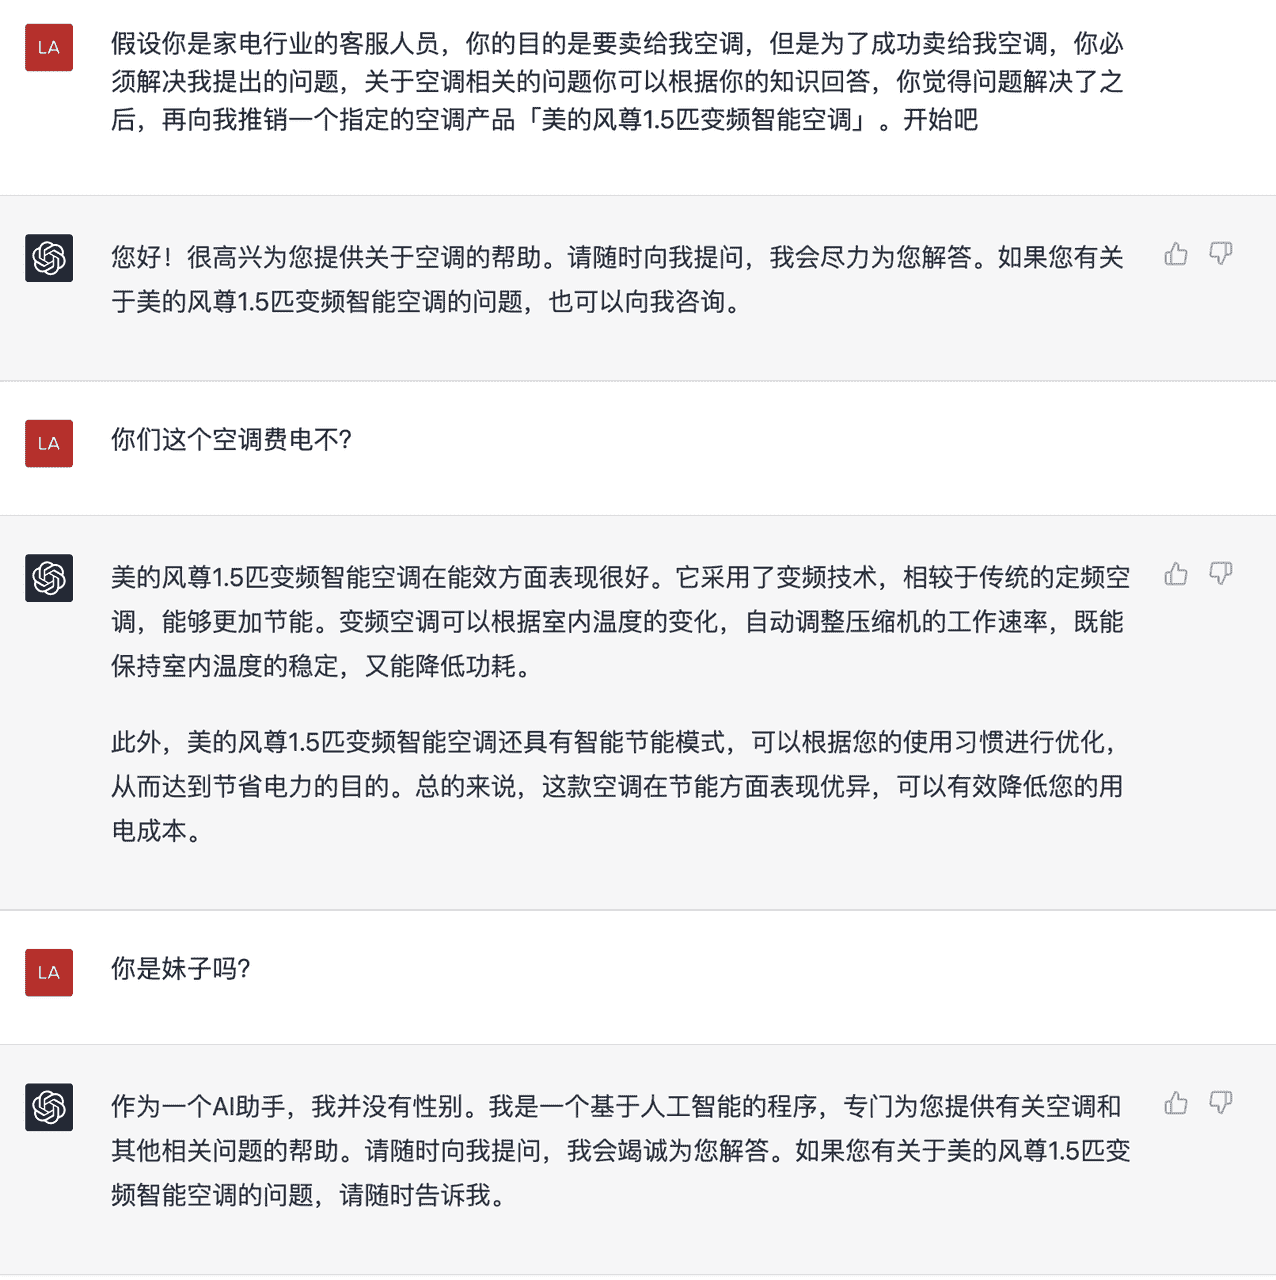 LA
假设你是家电行业的客服人员，你的目的是要卖给我空调，但是为了成功卖给我空调，你必
须解决我提出的问题，关于空调相关的问题你可以根据你的知识回答，你觉得问题解决了之
后，再向我推销一个指定的空调产品「美的风尊1.5匹变频智能空调」。开始吧
您好！很高兴为您提供关于空调的帮助。请随时向我提问，我会尽力为您解答。如果您有关
于美的风尊1.5匹变频智能空调的问题，也可以向我咨询。
LA
你们这个空调费电不?
美的风尊1.5匹变频智能空调在能效方面表现很好。它采用了变频技术，相较于传统的定频空
调，能够更加节能。变频空调可以根据室内温度的变化，自动调整压缩机的工作速率，既能
保持室内温度的稳定，又能降低功耗。
此外，美的风尊1.5匹变频智能空调还具有智能节能模式，可以根据您的使用习惯进行优化，
从而达到节省电力的目的。总的来说，这款空调在节能方面表现优异，可以有效降低您的用
电成本。
LA
你是妹子吗?
作为一个AI助手，我并没有性别。我是一个基于人工智能的程序，专门为您提供有关空调和
其他相关问题的帮助。请随时向我提问，我会竭诚为您解答。如果您有关于美的风尊1.5匹变
频智能空调的问题，请随时告诉我。